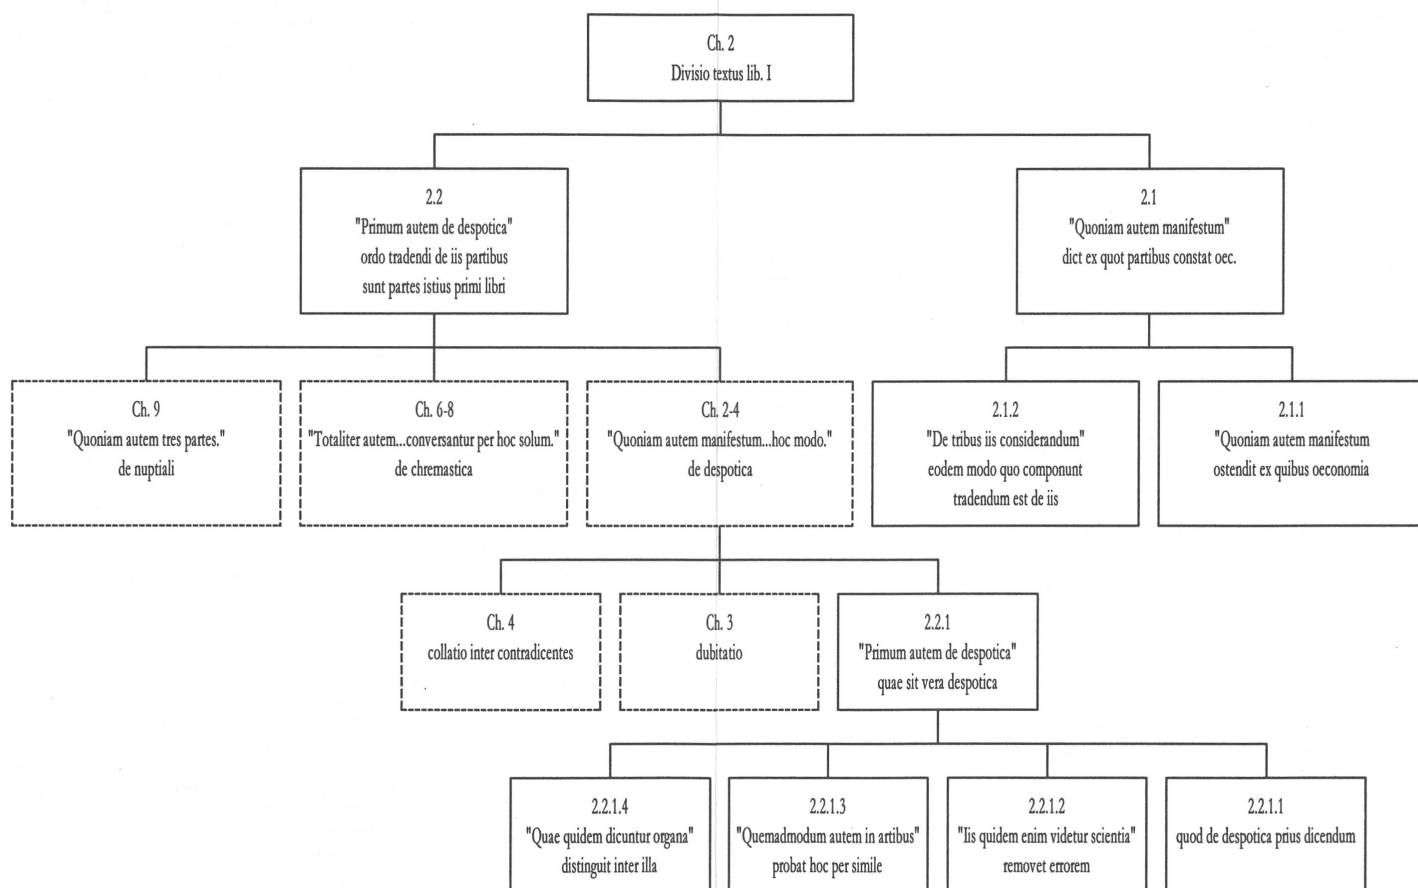 Ch. 2
Divisio textus lib. I
2.2
"Primum autem de despotica"
ordo tradendi de iis partibus
sunt partes istius primi libri
2.1
"Quoniam autem manifestum"
dict ex quot partibus constat oec.
Ch. 9
"Quoniam autem tres partes."
de nuptiali
Ch. 6-8
"Totaliter autem...conversantur per hoc solum."
de chremastica
Ch. 2-4
"Quoniam autem manifestum...hoc modo."
de despotica
2.1.2
"De tribus iis considerandum"
eodem modo quo componunt
tradendum est de iis
2.1.1
"Quoniam autem manifestum
ostendit ex quibus oeconomia
Ch. 4
collatio inter contradicentes
Ch. 3
dubitatio
2.2.1
"Primum autem de despotica"
quae sit vera despotica
2.2.1.4
"Quae quidem dicuntur organa"
distinguit inter illa
2.2.1.3
"Quemadmodum autem in artibus"
probat hoc per simile
2.2.1.2
"Iis quidem enim videtur scientia"
removet errorem
2.2.1.1
quod de despotica prius dicendum